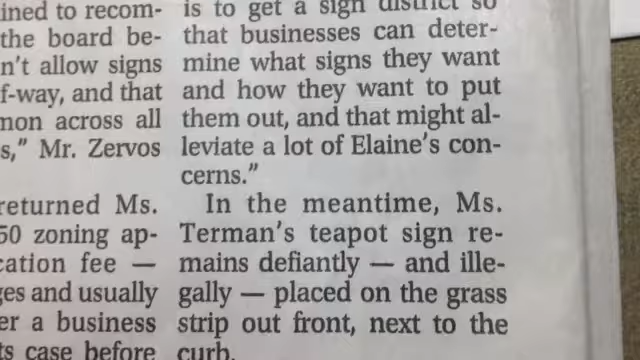 ined to recom-
the board be-
n't allow signs
f-way, and that
mon across all
s," Mr. Zervos
returned Ms.
50 zoning ap-
cation fee —
ges and usually
er a business
ts case before
is to get a sign district so
that businesses can deter-
mine what signs they want
and how they want to put
them out, and that might al-
leviate a lot of Elaine's con-
cerns."
In the meantime, Ms.
Terman's teapot sign re-
mains defiantly — and ille-
gally — placed on the grass
strip out front, next to the
curb.